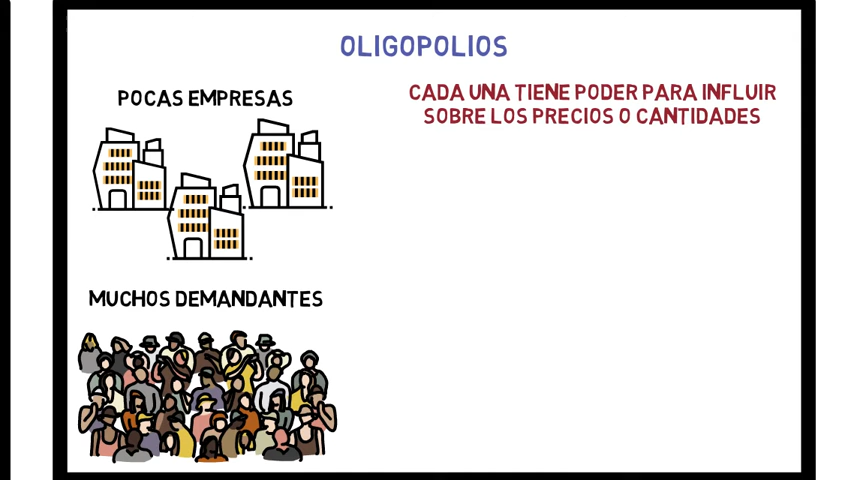 OLIGOPOLIOS
POCAS EMPRESAS
CADA UNA TIENE PODER PARA INFLUIR
SOBRE LOS PRECIOS O CANTIDADES
MUCHOS DEMANDANTES